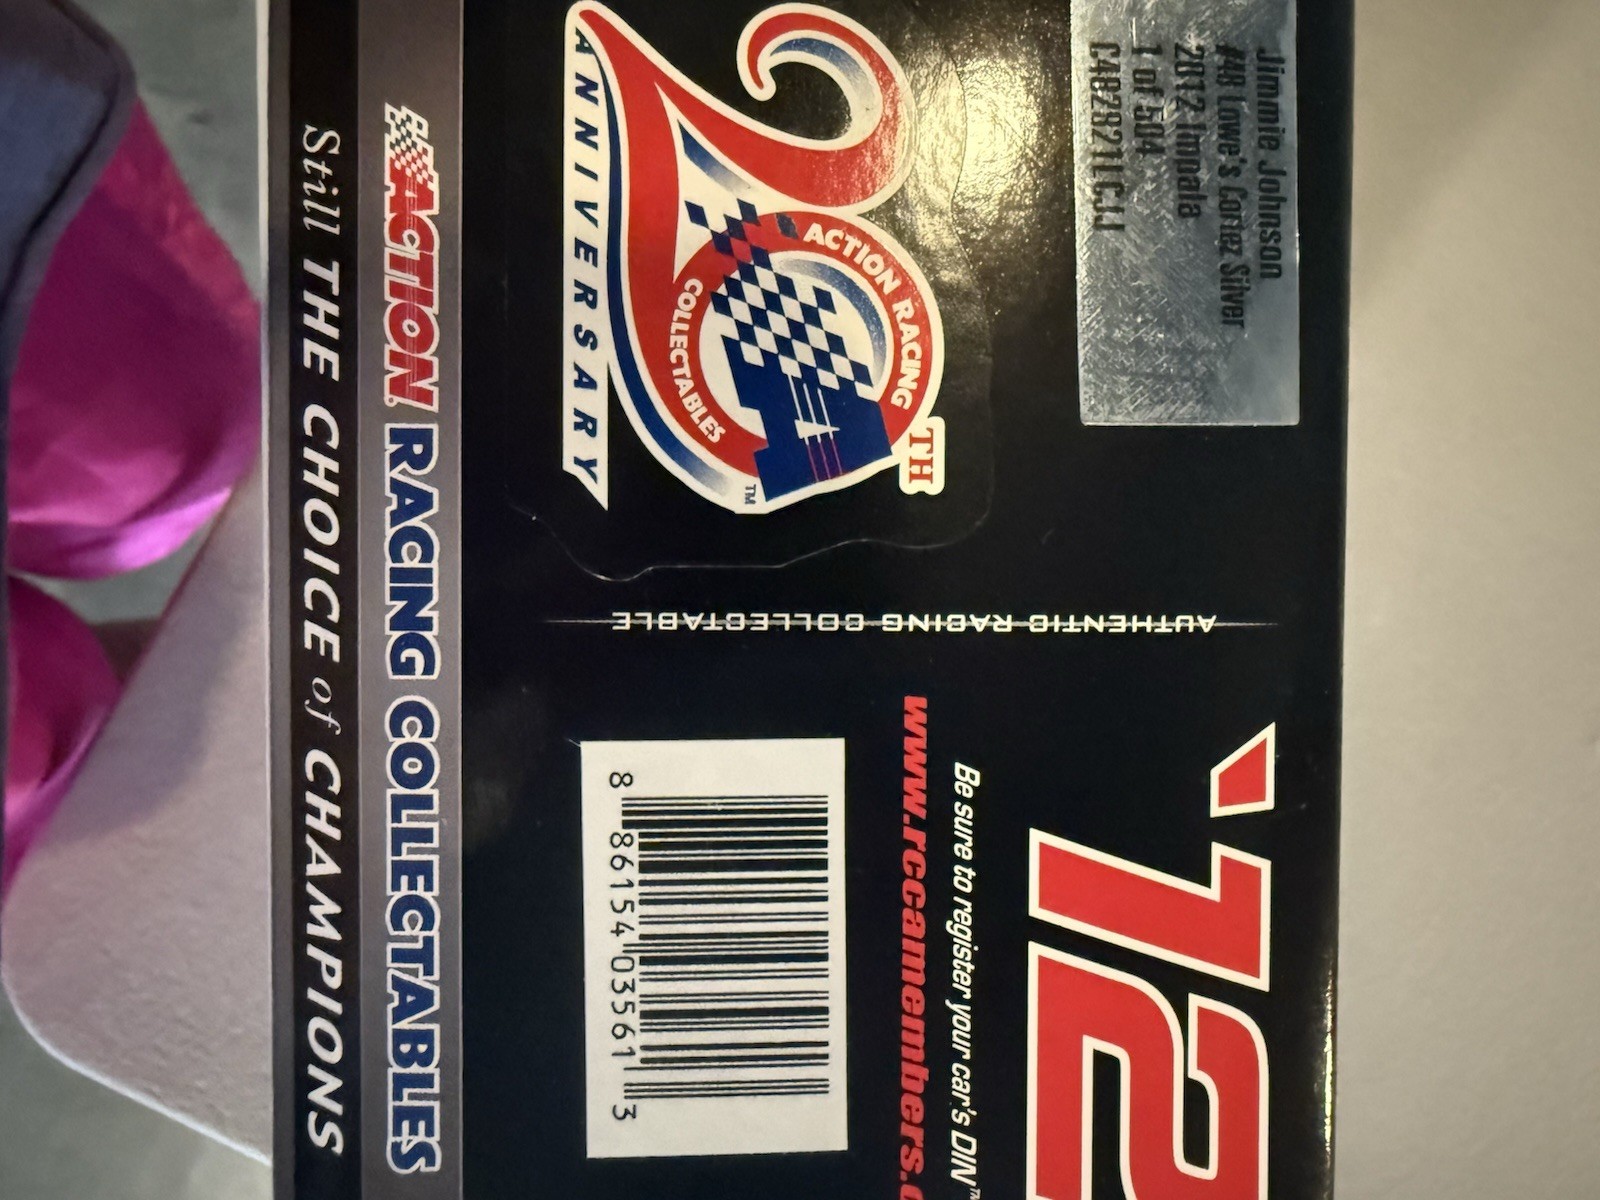 Jimmie Johnson
#48 Lowe's Cortez Silver
2012 Impala
1 of 504
C482821LCJJ
20TH
ACTION RACING
COLLECTABLES
ANNIVERSARY
TM
AUTHENTIC RACING COLLECTABLE
'12
Be sure to register your car's DIN™
www.rccamembers.c
8 86154 03561 3
ACTION RACING COLLECTABLES
Still THE CHOICE of CHAMPIONS